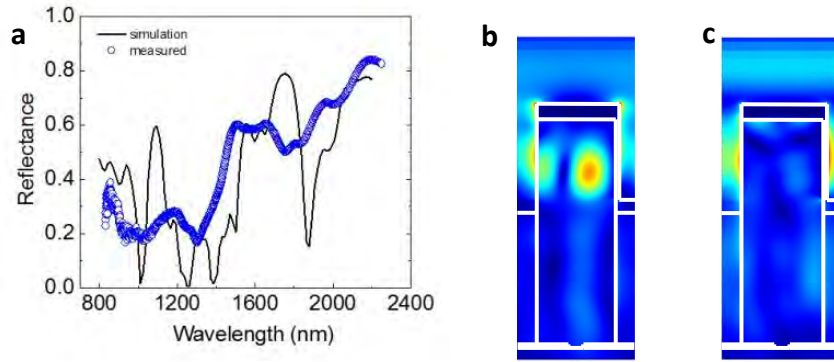 a
simulation
measured
Reflectance
1.0
0.8
0.6
0.4
0.2
0.0
800 1200 1600 2000 2400
Wavelength (nm)
b
c